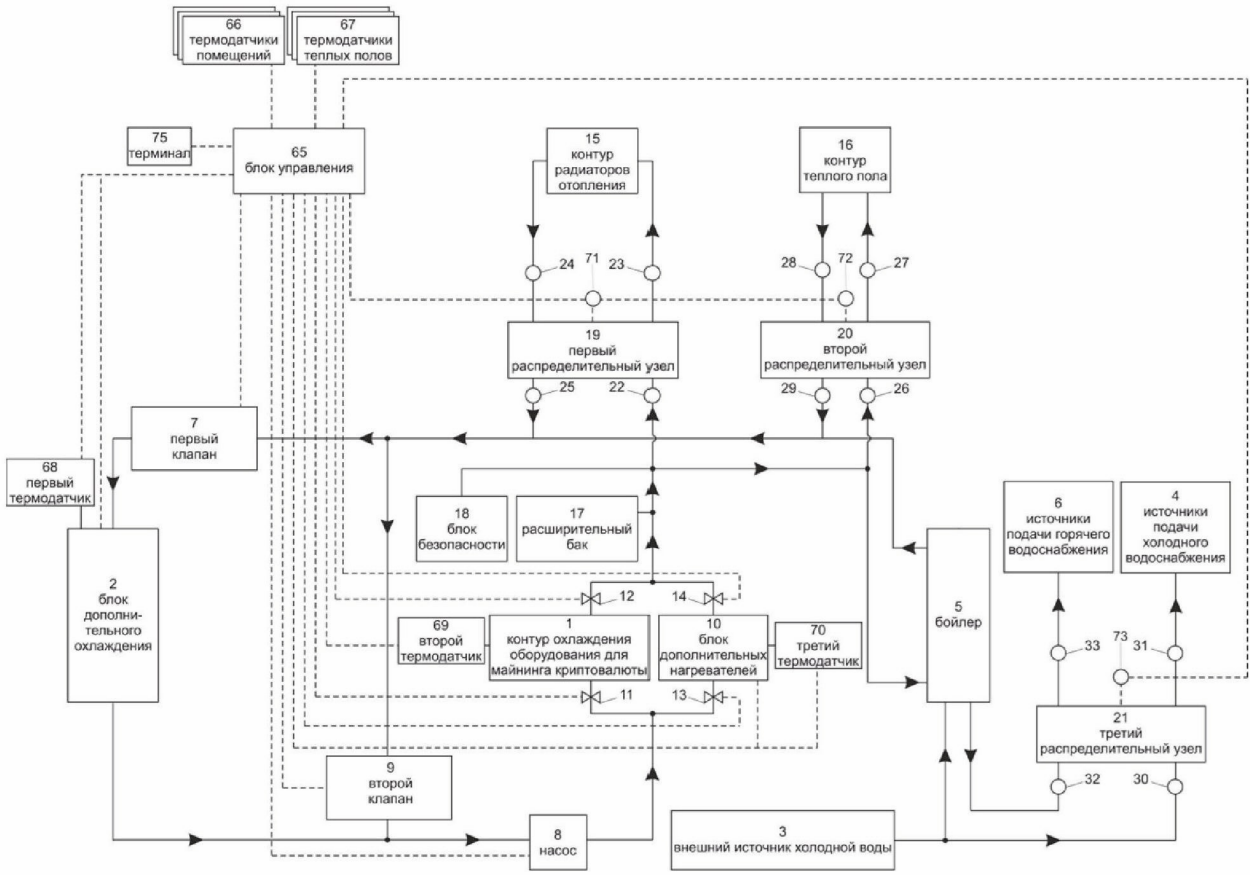 66
термодатчики
помещений
67
термодатчики
теплых полов
75
терминал
65
блок управления
15
контур
радиаторов
отопления
16
контур
теплого пола
24
71
23
28
72
27
19
первый
распределительный узел
20
второй
распределительный узел
25
22
29
26
7
первый
клапан
68
первый
термодатчик
18
блок
безопасности
17
расширительный
бак
6
источники
подачи горячего
водоснабжения
4
источники
подачи
холодного
водоснабжения
2
блок
дополни-
тельного
охлаждения
12
14
5
бойлер
69
второй
термодатчик
1
контур охлаждения
оборудования для
майнинга криптовалюты
10
блок
дополнительных
нагревателей
70
третий
термодатчик
33
73
31
11
13
21
третий
распределительный узел
9
второй
клапан
32
30
8
насос
3
внешний источник холодной воды